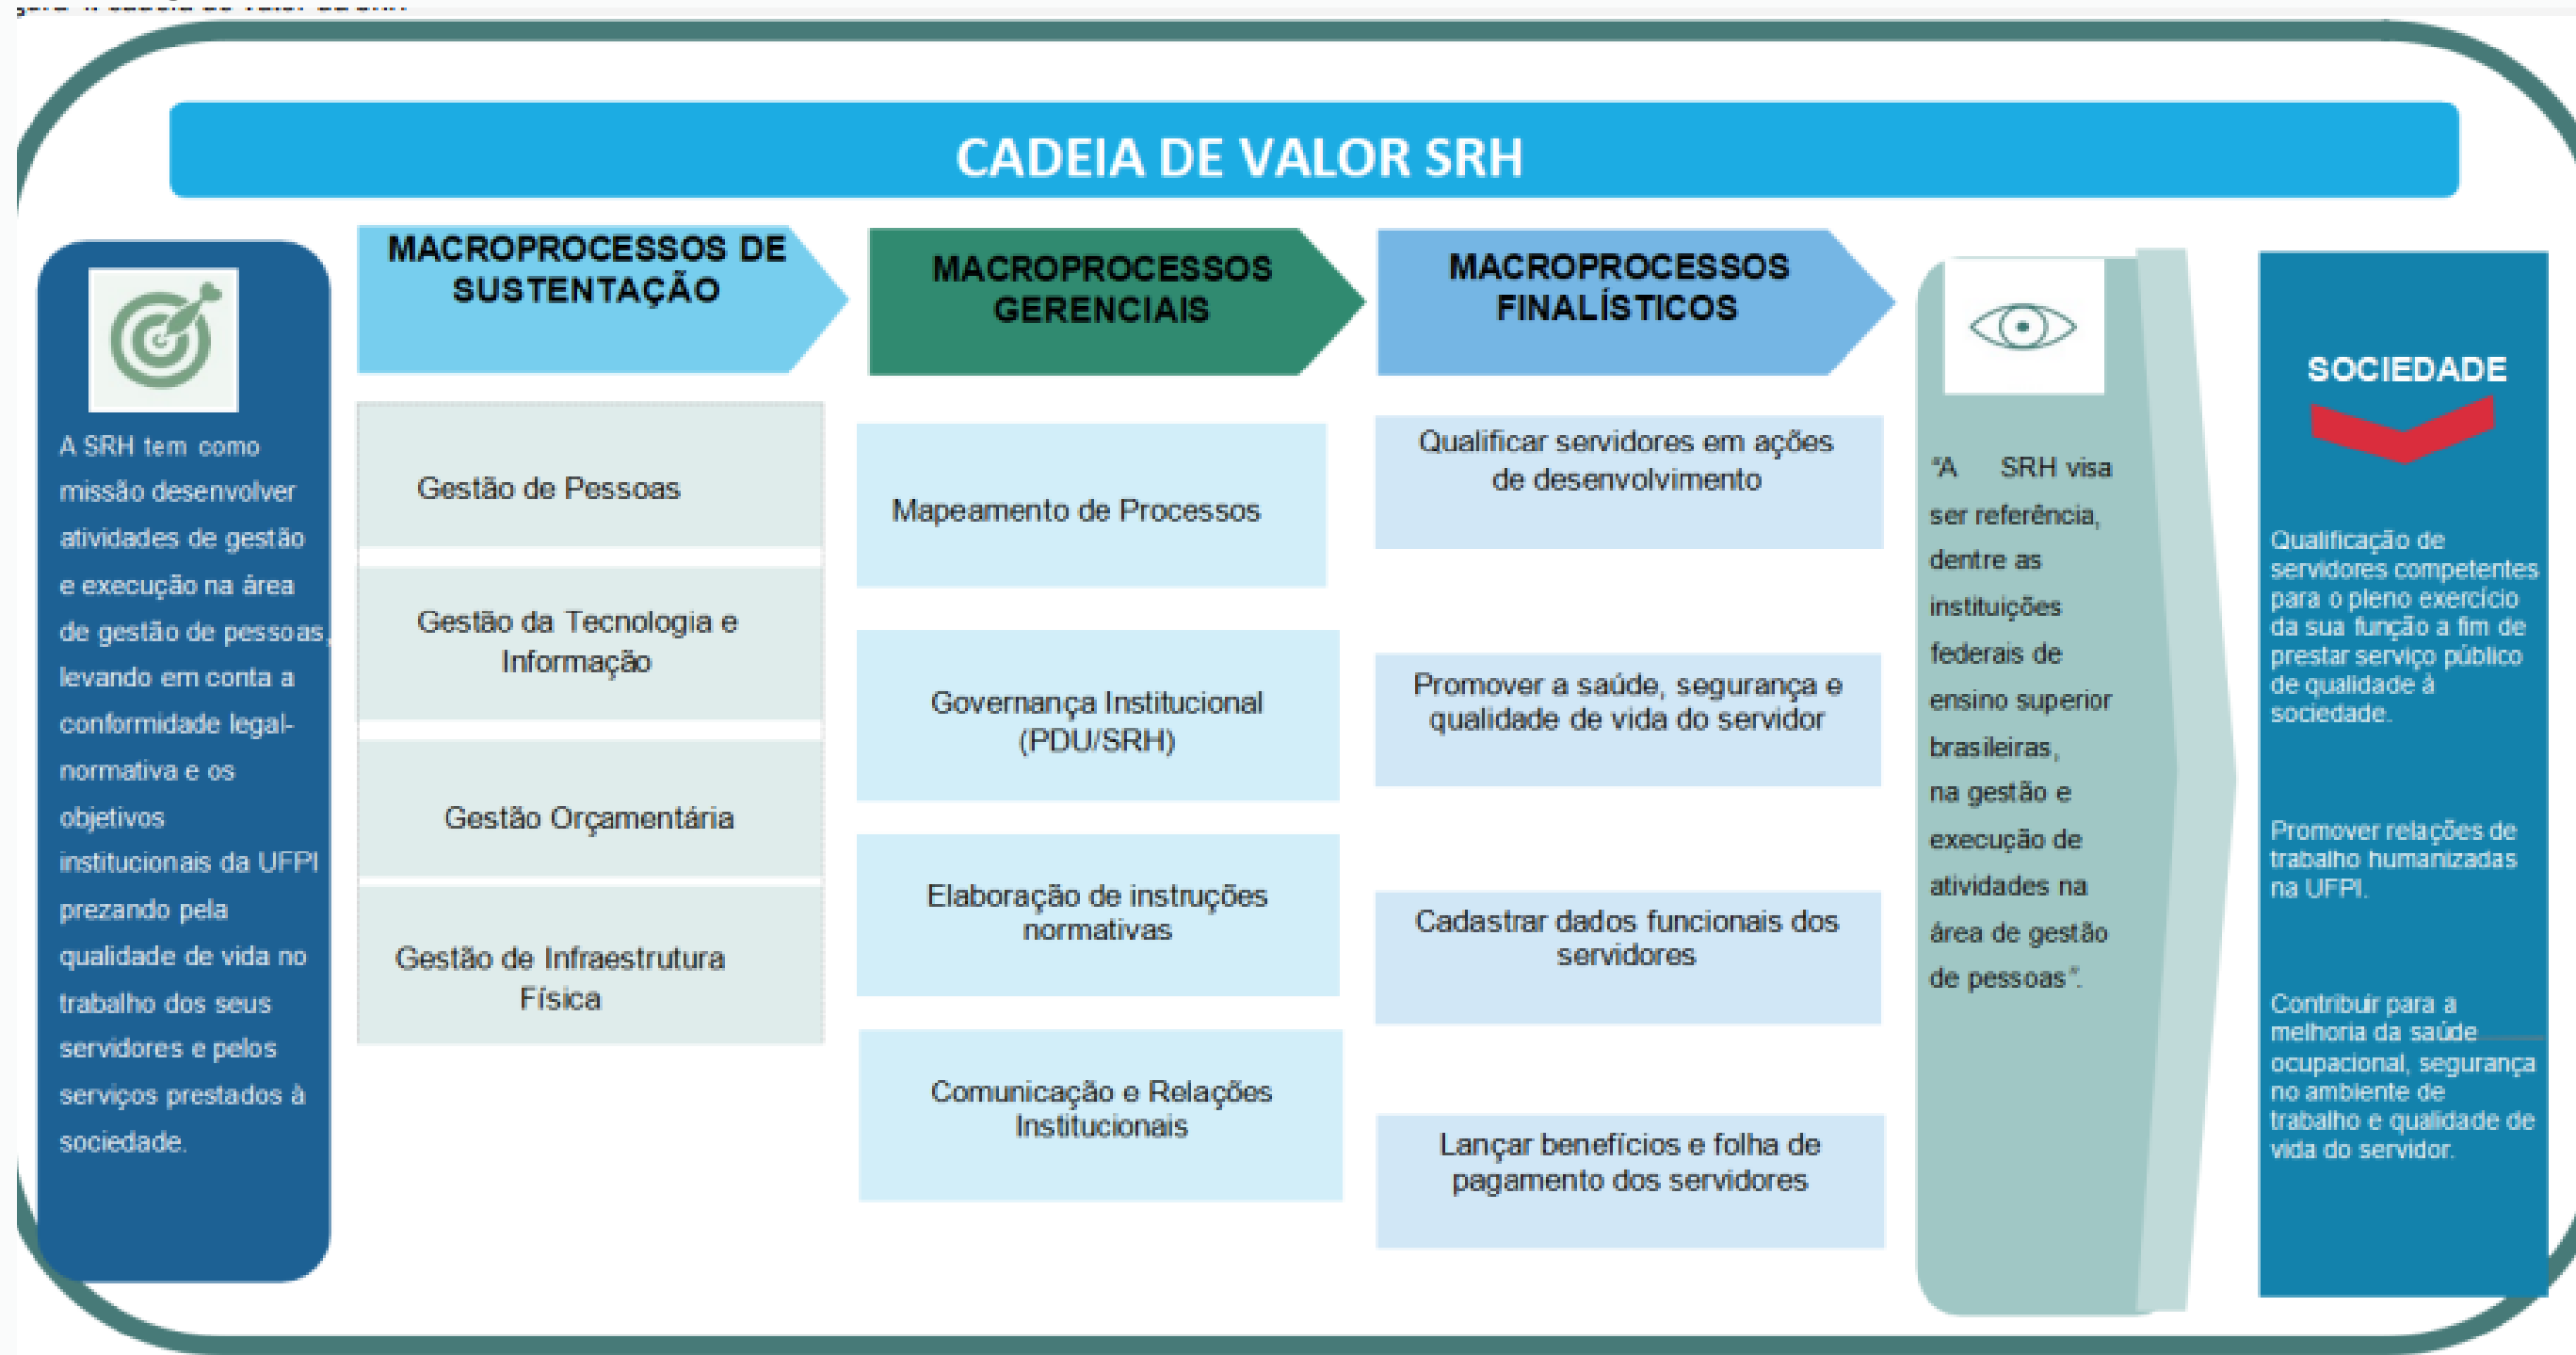 CADEIA DE VALOR SRH
A SRH tem como
missão desenvolver
atividades de gestão
e execução na área
de gestão de pessoas,
levando em conta a
conformidade legal-
normativa e os
objetivos
institucionais da UFPI
prezando pela
qualidade de vida no
trabalho dos seus
servidores e pelos
serviços prestados à
sociedade.
MACROPROCESSOS DE
SUSTENTAÇÃO
Gestão de Pessoas
Gestão da Tecnologia e
Informação
Gestão Orçamentária
Gestão de Infraestrutura
Física
MACROPROCESSOS
GERENCIAIS
Mapeamento de Processos
Governança Institucional
(PDU/SRH)
Elaboração de instruções
normativas
Comunicação e Relações
Institucionais
MACROPROCESSOS
FINALÍSTICOS
Qualificar servidores em ações
de desenvolvimento
Promover a saúde, segurança e
qualidade de vida do servidor
Cadastrar dados funcionais dos
servidores
Lançar benefícios e folha de
pagamento dos servidores
"A SRH visa
ser referência,
dentre as
instituições
federais de
ensino superior
brasileiras,
na gestão e
execução de
atividades na
área de gestão
de pessoas".
SOCIEDADE
Qualificação de
servidores competentes
para o pleno exercício
da sua função a fim de
prestar serviço público
de qualidade à
sociedade.
Promover relações de
trabalho humanizadas
na UFPI.
Contribuir para a
melhoria da saúde
ocupacional, segurança
no ambiente de
trabalho e qualidade de
vida do servidor.